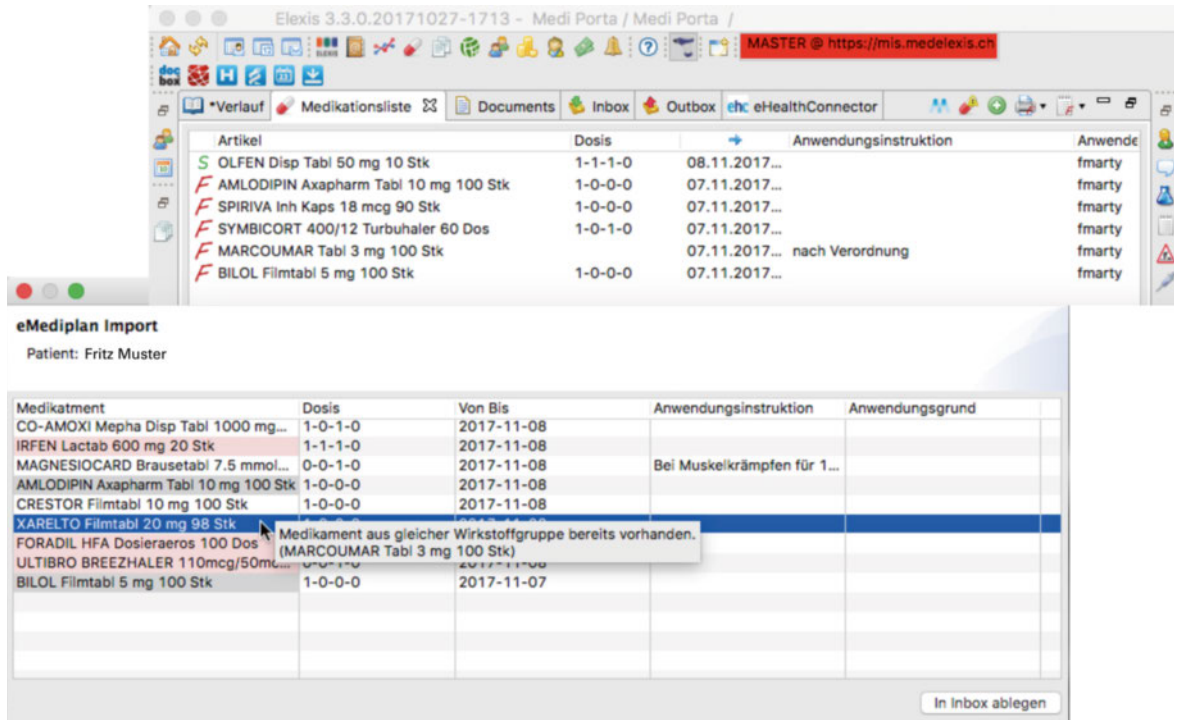 Elexis 3.3.0.20171027-1713 - Medi Porta / Medi Porta /
MASTER @ https://mis.medelexis.ch
doc box H
*Verlauf Medikationsliste Documents Inbox Outbox ehc eHealthConnector
Artikel Dosis Anwendungsinstruktion Anwende
S OLFEN Disp Tabl 50 mg 10 Stk 1-1-1-0 08.11.2017... fmarty
F AMLODIPIN Axapharm Tabl 10 mg 100 Stk 1-0-0-0 07.11.2017... fmarty
F SPIRIVA Inh Kaps 18 mcg 90 Stk 1-0-0-0 07.11.2017... fmarty
F SYMBICORT 400/12 Turbuhaler 60 Dos 1-0-1-0 07.11.2017... fmarty
F MARCOUMAR Tabl 3 mg 100 Stk 07.11.2017... nach Verordnung fmarty
F BILOL Filmtabl 5 mg 100 Stk 1-0-0-0 07.11.2017... fmarty
eMediplan Import
Patient: Fritz Muster
Medikatment Dosis Von Bis Anwendungsinstruktion Anwendungsgrund
CO-AMOXI Mepha Disp Tabl 1000 mg... 1-0-1-0 2017-11-08
IRFEN Lactab 600 mg 20 Stk 1-1-1-0 2017-11-08
MAGNESIOCARD Brausetabl 7.5 mmol... 0-0-1-0 2017-11-08 Bei Muskelkrämpfen für 1...
AMLODIPIN Axapharm Tabl 10 mg 100 Stk 1-0-0-0 2017-11-08
CRESTOR Filmtabl 10 mg 100 Stk 1-0-0-0 2017-11-08
XARELTO Filmtabl 20 mg 98 Stk
Medikament aus gleicher Wirkstoffgruppe bereits vorhanden.
(MARCOUMAR Tabl 3 mg 100 Stk)
FORADIL HFA Dosieraeros 100 Dos
ULTIBRO BREEZHALER 110mcg/50mc...
BILOL Filmtabl 5 mg 100 Stk 1-0-0-0 2017-11-07
In Inbox ablegen